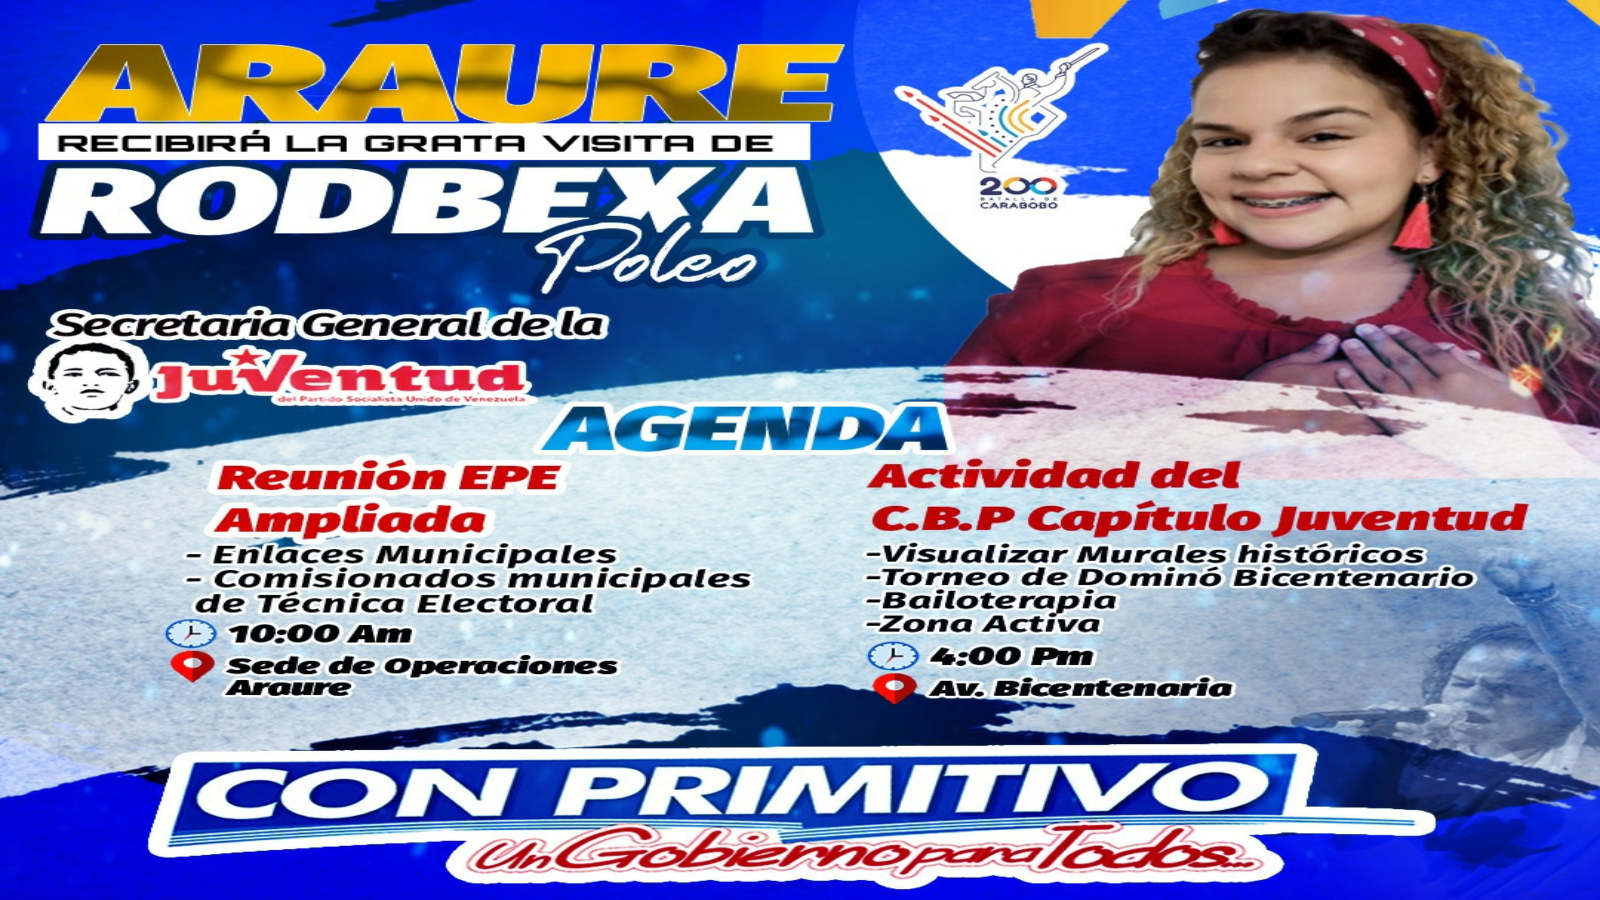 ARAURE
RECIBIRÁ LA GRATA VISITA DE
RODBEXA
Poleo
200
BATALLA DE
CARABOBO
Secretaria General de la
Juventud
del Partido Socialista Unido de Venezuela
AGENDA
Reunión EPE
Ampliada
- Enlaces Municipales
- Comisionados municipales
de Técnica Electoral
10:00 Am
Sede de Operaciones
Araure
Actividad del
C.B.P Capítulo Juventud
-Visualizar Murales históricos
-Torneo de Dominó Bicentenario
-Bailoterapia
-Zona Activa
4:00 Pm
Av. Bicentenaria
CON PRIMITIVO
Un Gobierno para Todos...